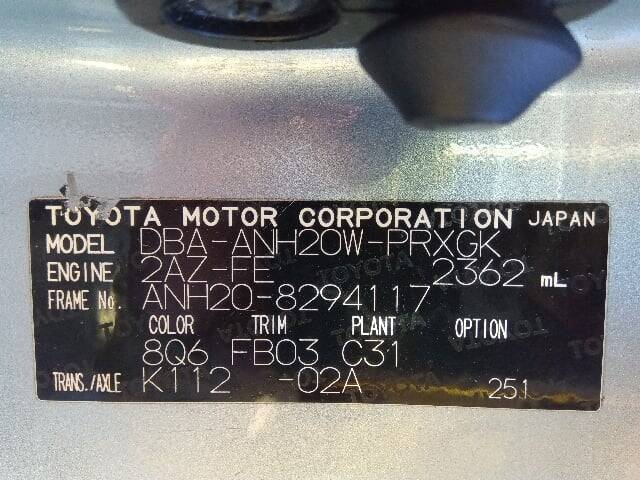 TOYOTA MOTOR CORPORATION JAPAN
MODEL DBA-ANH20W-PRXGK
ENGINE 2AZ-FE 2362 mL
FRAME No. ANH20-8294117
COLOR TRIM PLANT OPTION
8Q6 FB03 C31
TRANS./AXLE K112 -02A 251